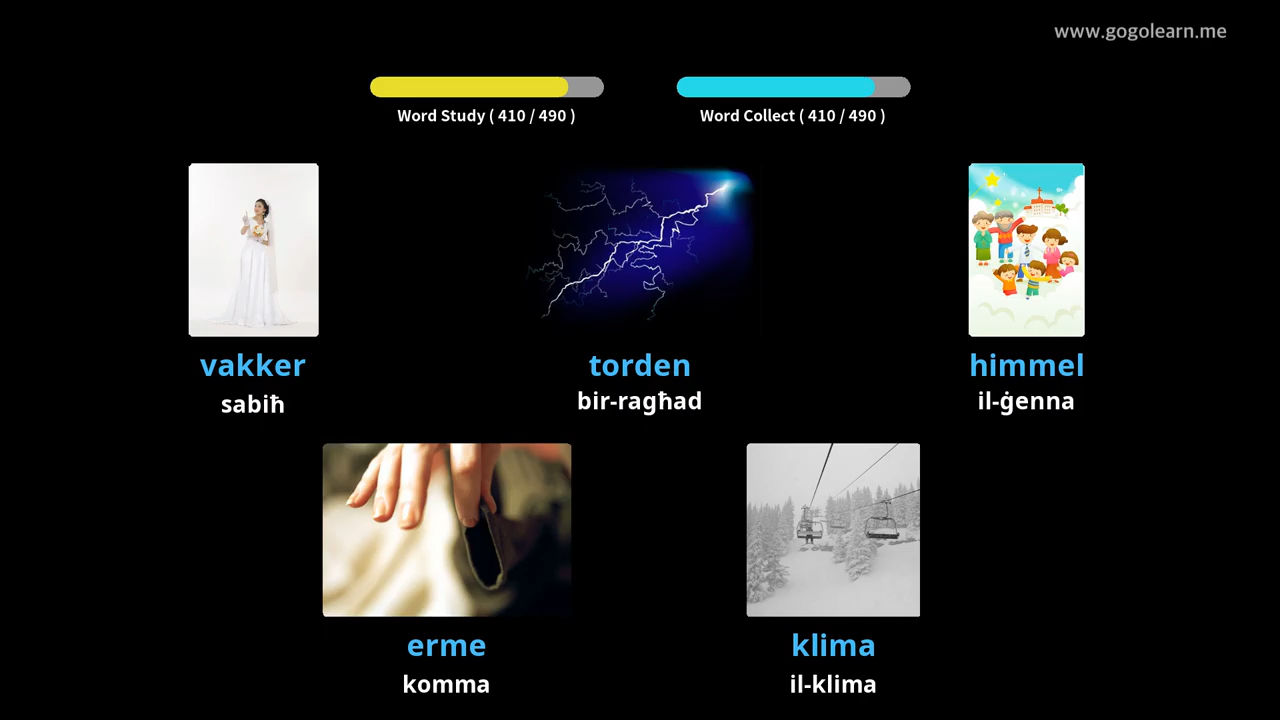 www.gogolearn.me
Word Study ( 410 / 490 )
Word Collect ( 410 / 490 )
vakker
sabiħ
torden
bir-ragħad
himmel
il-ġenna
erme
komma
klima
il-klima